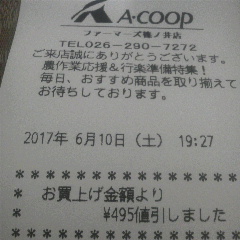 A・COOP
ファーマーズ篠ノ井店
TEL026-290-7272
ご来店誠にありがとうございます。
農作業応援&行楽準備特集!
毎日、おすすめ商品を取り揃えて
お待ちしております。
2017年 6月10日(土) 19:27
* * * * * * * * * * * * * * *
お買上げ金額より
¥495値引しました
* * * * * * * * * * * * * * *